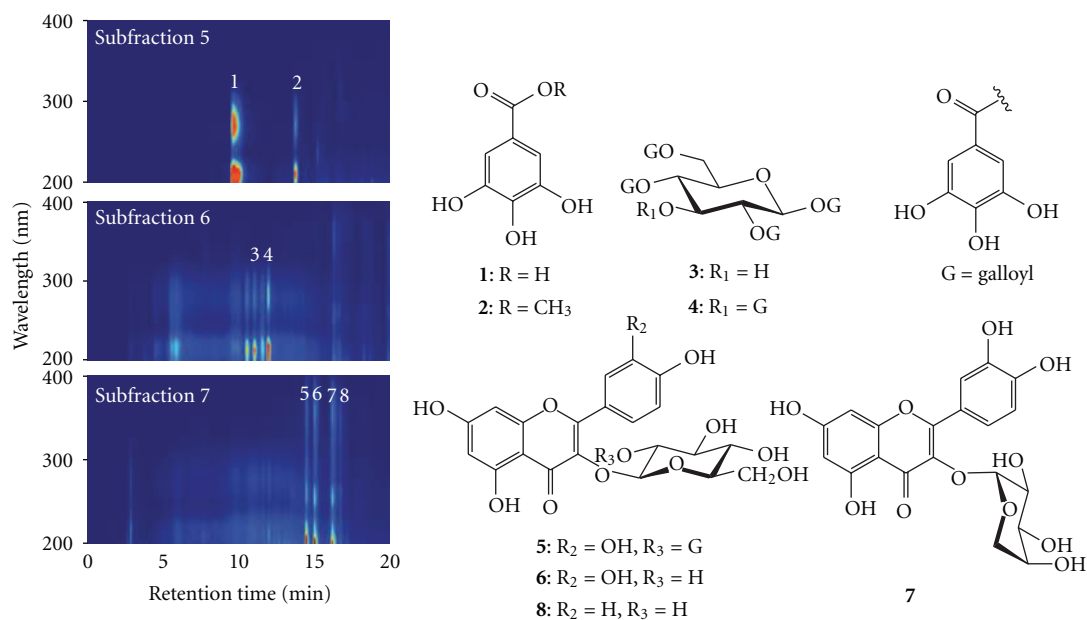 400
Subfraction 5
1 2
300
200
400
Subfraction 6
3 4
300
200
400
Subfraction 7
5 6 7 8
300
200
0 5 10 15 20
Wavelength (nm)
Retention time (min)
O
OR
HO
OH
OH
1: R = H
2: R = CH₃
GO
O
GO
R₁O
OG
OG
3: R₁ = H
4: R₁ = G
O
HO
OH
OH
G = galloyl
R₂
OH
HO
O
OH
R₃O
OH
O
CH₂OH
O
OH
O
5: R₂ = OH, R₃ = G
6: R₂ = OH, R₃ = H
8: R₂ = H, R₃ = H
HO
OH
HO
O
HO
O
O
OH
O
OH
OH
7